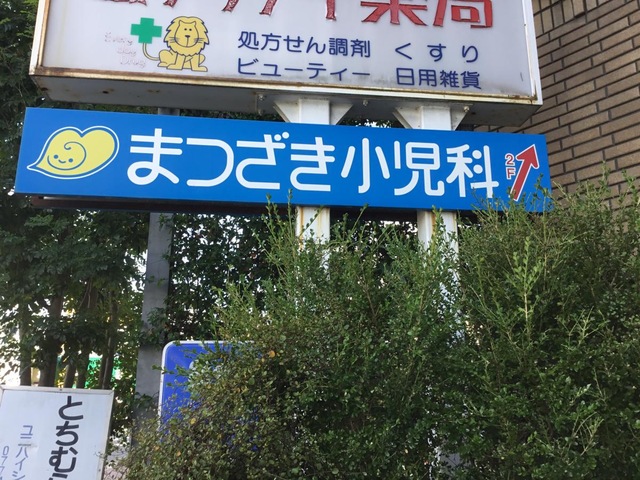 薬局
処方せん調剤 くすり
ビューティー 日用雑貨
まつざき小児科
2F
とちむら